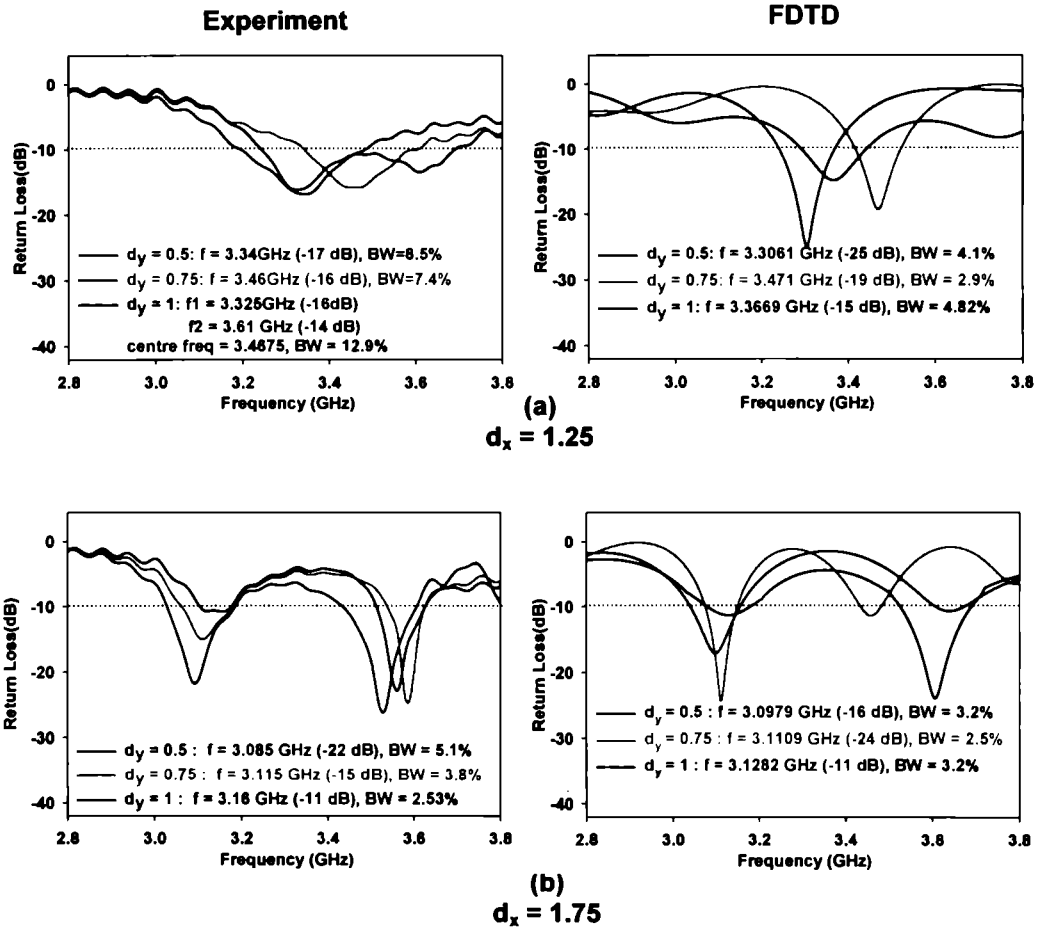 Experiment
FDTD
Return Loss(dB)
0
-10
-20
-30
-40
dy = 0.5: f = 3.34GHz (-17 dB), BW=8.5%
dy = 0.75: f = 3.46GHz (-16 dB), BW=7.4%
dy = 1: f1 = 3.325GHz (-16dB)
f2 = 3.61 GHz (-14 dB)
centre freq = 3.4675, BW = 12.9%
2.8 3.0 3.2 3.4 3.6 3.8
Frequency (GHz)
Return Loss(dB)
0
-10
-20
-30
-40
dy = 0.5: f = 3.3061 GHz (-25 dB), BW = 4.1%
dy = 0.75: f = 3.471 GHz (-19 dB), BW = 2.9%
dy = 1: f = 3.3669 GHz (-15 dB), BW = 4.82%
2.8 3.0 3.2 3.4 3.6 3.8
Frequency (GHz)
(a)
dx = 1.25
Return Loss(dB)
0
-10
-20
-30
-40
dy = 0.5 : f = 3.085 GHz (-22 dB), BW = 5.1%
dy = 0.75 : f = 3.115 GHz (-15 dB), BW = 3.8%
dy = 1 : f = 3.16 GHz (-11 dB), BW = 2.53%
2.8 3.0 3.2 3.4 3.6 3.8
Frequency (GHz)
Return Loss(dB)
0
-10
-20
-30
-40
dy = 0.5 : f = 3.0979 GHz (-16 dB), BW = 3.2%
dy = 0.75 : f = 3.1109 GHz (-24 dB), BW = 2.5%
dy = 1 : f = 3.1282 GHz (-11 dB), BW = 3.2%
2.8 3.0 3.2 3.4 3.6 3.8
Frequency (GHz)
(b)
dx = 1.75